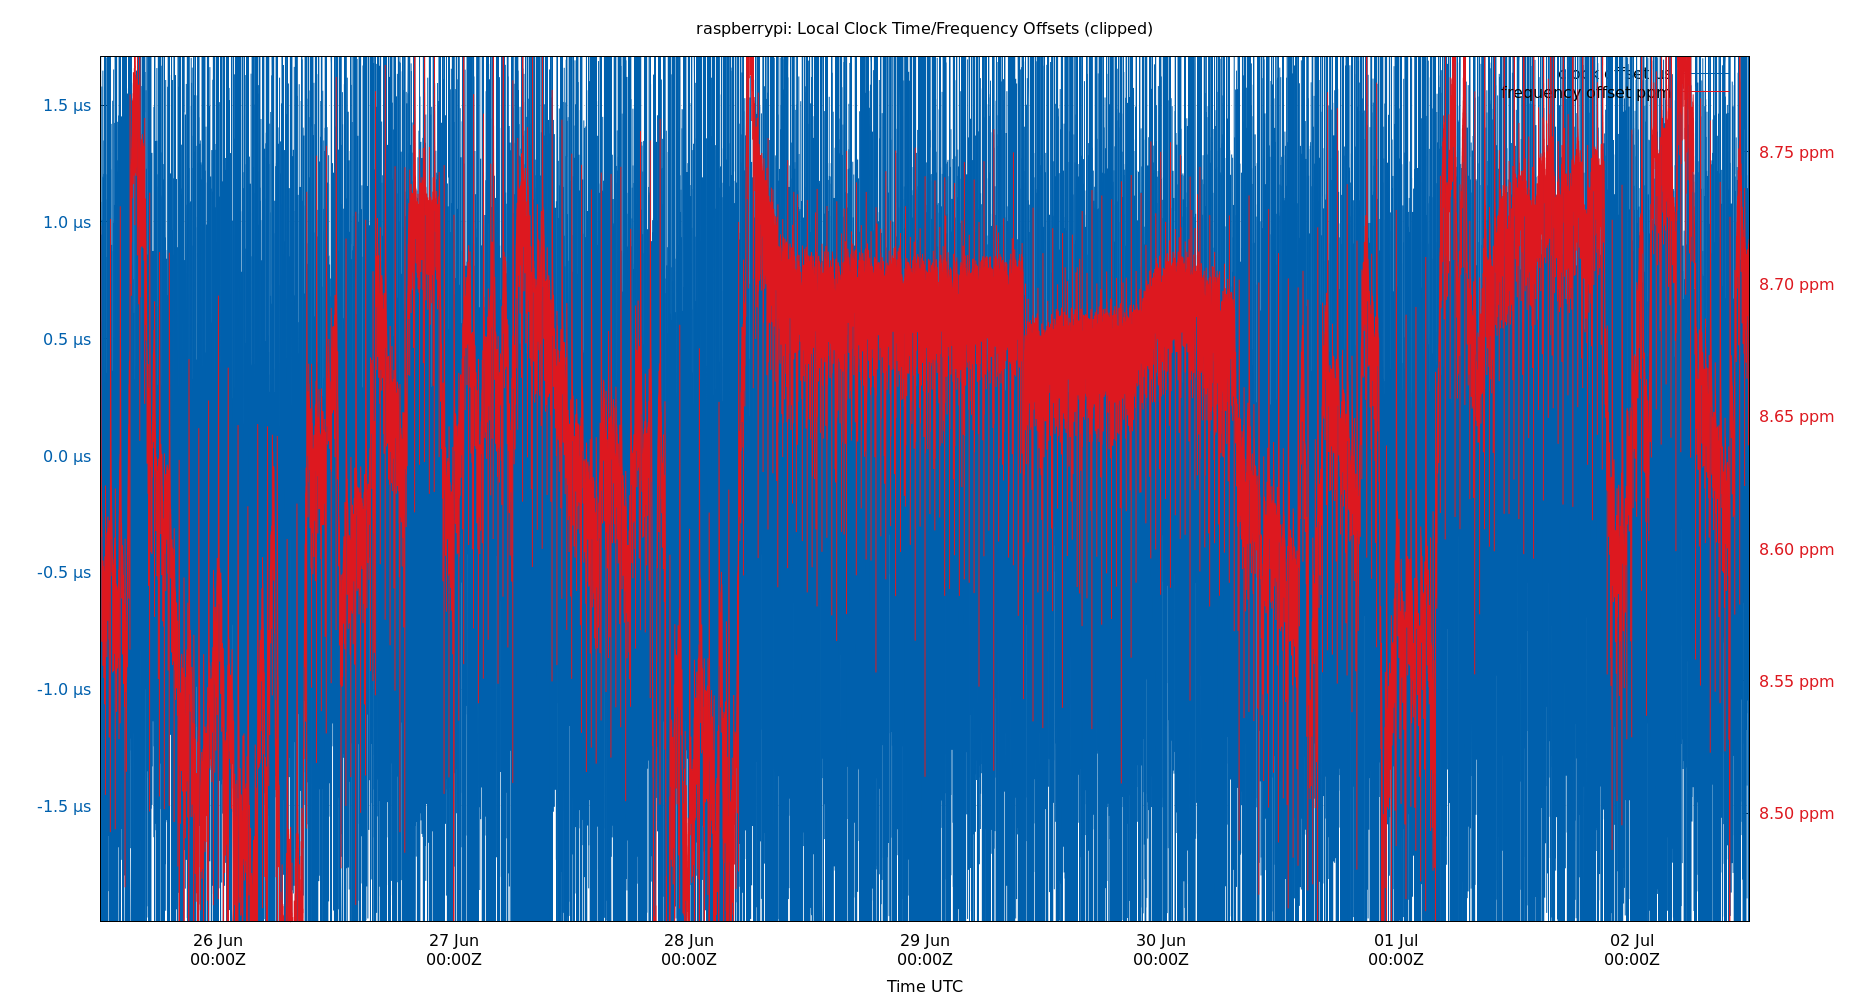 raspberrypi: Local Clock Time/Frequency Offsets (clipped)
clock offset µs
frequency offset ppm
1.5 µs
1.0 µs
0.5 µs
0.0 µs
-0.5 µs
-1.0 µs
-1.5 µs
8.75 ppm
8.70 ppm
8.65 ppm
8.60 ppm
8.55 ppm
8.50 ppm
26 Jun 27 Jun 28 Jun 29 Jun 30 Jun 01 Jul 02 Jul
00:00Z 00:00Z 00:00Z 00:00Z 00:00Z 00:00Z 00:00Z
Time UTC